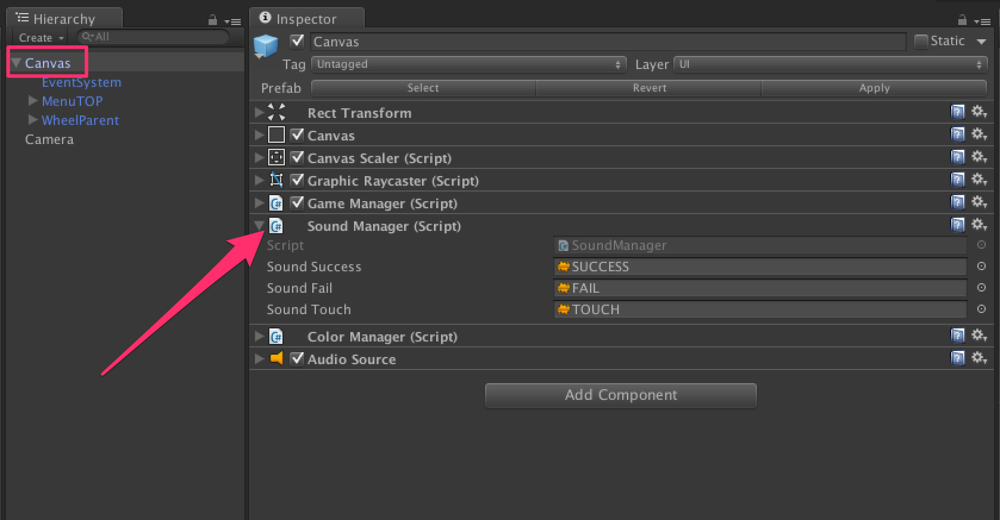 Hierarchy
Create
All
Canvas
EventSystem
MenuTOP
WheelParent
Camera
Inspector
Canvas
Static
Tag
Untagged
Layer
UI
Prefab
Select
Revert
Apply
Rect Transform
Canvas
Canvas Scaler (Script)
Graphic Raycaster (Script)
C#
Game Manager (Script)
C#
Sound Manager (Script)
Script
SoundManager
Sound Success
SUCCESS
Sound Fail
FAIL
Sound Touch
TOUCH
C#
Color Manager (Script)
Audio Source
Add Component